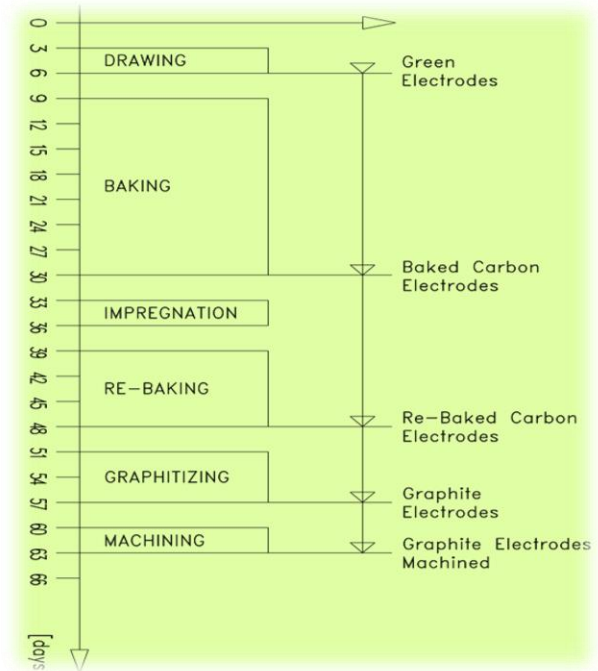 0
3
DRAWING
Green
Electrodes
6
9
12
15
18
BAKING
21
24
27
Baked Carbon
Electrodes
30
33
IMPREGNATION
36
39
42
RE-BAKING
45
Re-Baked Carbon
Electrodes
48
51
GRAPHITIZING
54
Graphite
Electrodes
57
60
MACHINING
Graphite Electrodes
Machined
63
66
[days